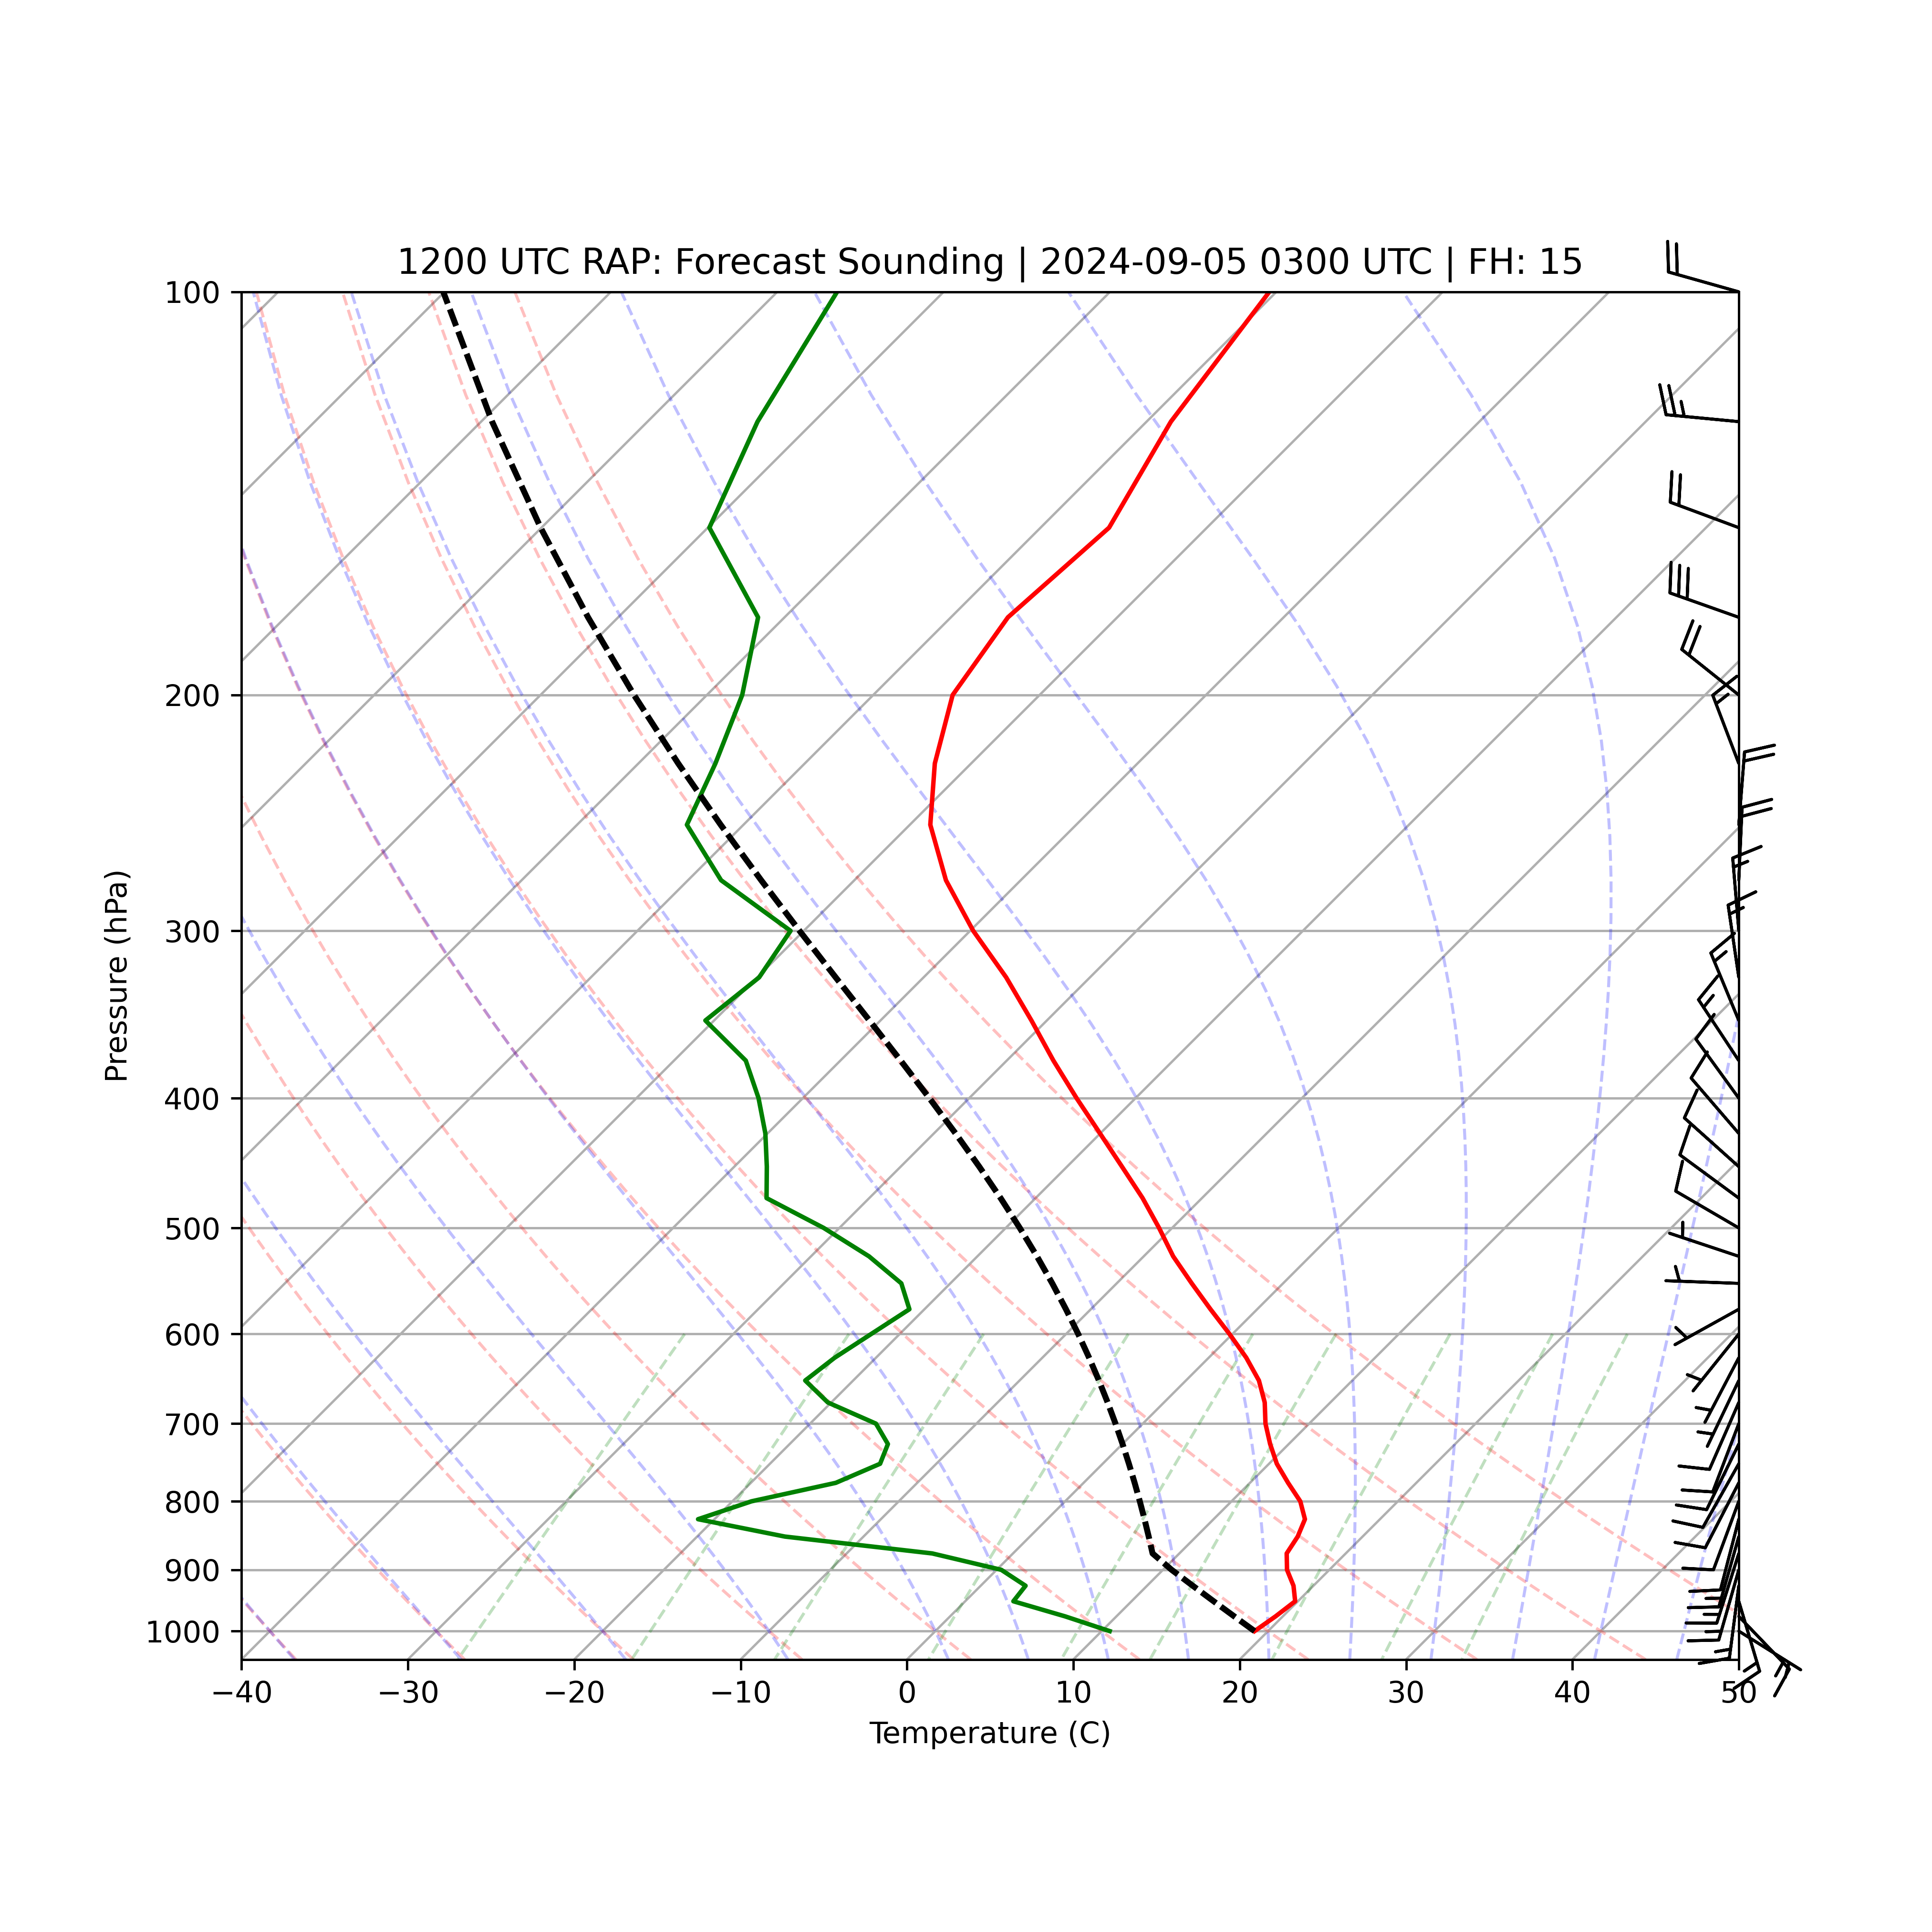 1200 UTC RAP: Forecast Sounding | 2024-09-05 0300 UTC | FH: 15
100
200
300
400
500
600
700
800
900
1000
Pressure (hPa)
−40 −30 −20 −10 0 10 20 30 40 50
Temperature (C)